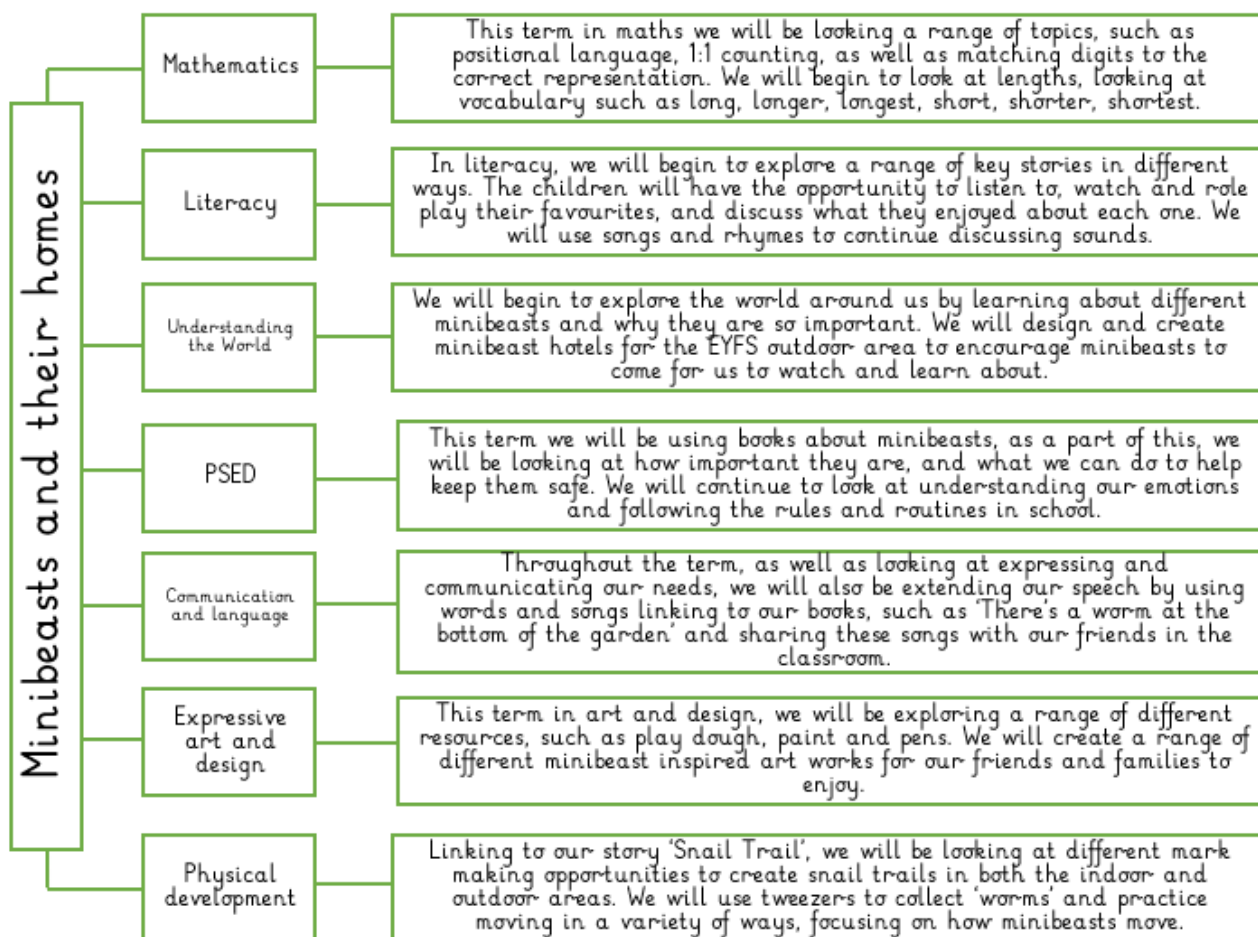 Minibeasts and their homes
Mathematics
This term in maths we will be looking a range of topics, such as
positional language, 1:1 counting, as well as matching digits to the
correct representation. We will begin to look at lengths, looking at
vocabulary such as long, longer, longest, short, shorter, shortest.
Literacy
In literacy, we will begin to explore a range of key stories in different
ways. The children will have the opportunity to listen to, watch and role
play their favourites, and discuss what they enjoyed about each one. We
will use songs and rhymes to continue discussing sounds.
Understanding
the World
We will begin to explore the world around us by learning about different
minibeasts and why they are so important. We will design and create
minibeast hotels for the EYFS outdoor area to encourage minibeasts to
come for us to watch and learn about.
PSED
This term we will be using books about minibeasts, as a part of this, we
will be looking at how important they are, and what we can do to help
keep them safe. We will continue to look at understanding our emotions
and following the rules and routines in school.
Communication
and language
Throughout the term, as well as looking at expressing and
communicating our needs, we will also be extending our speech by using
words and songs linking to our books, such as ‘There’s a worm at the
bottom of the garden’ and sharing these songs with our friends in the
classroom.
Expressive
art and
design
This term in art and design, we will be exploring a range of different
resources, such as play dough, paint and pens. We will create a range of
different minibeast inspired art works for our friends and families to
enjoy.
Physical
development
Linking to our story ‘Snail Trail’, we will be looking at different mark
making opportunities to create snail trails in both the indoor and
outdoor areas. We will use tweezers to collect ‘worms’ and practice
moving in a variety of ways, focusing on how minibeasts move.